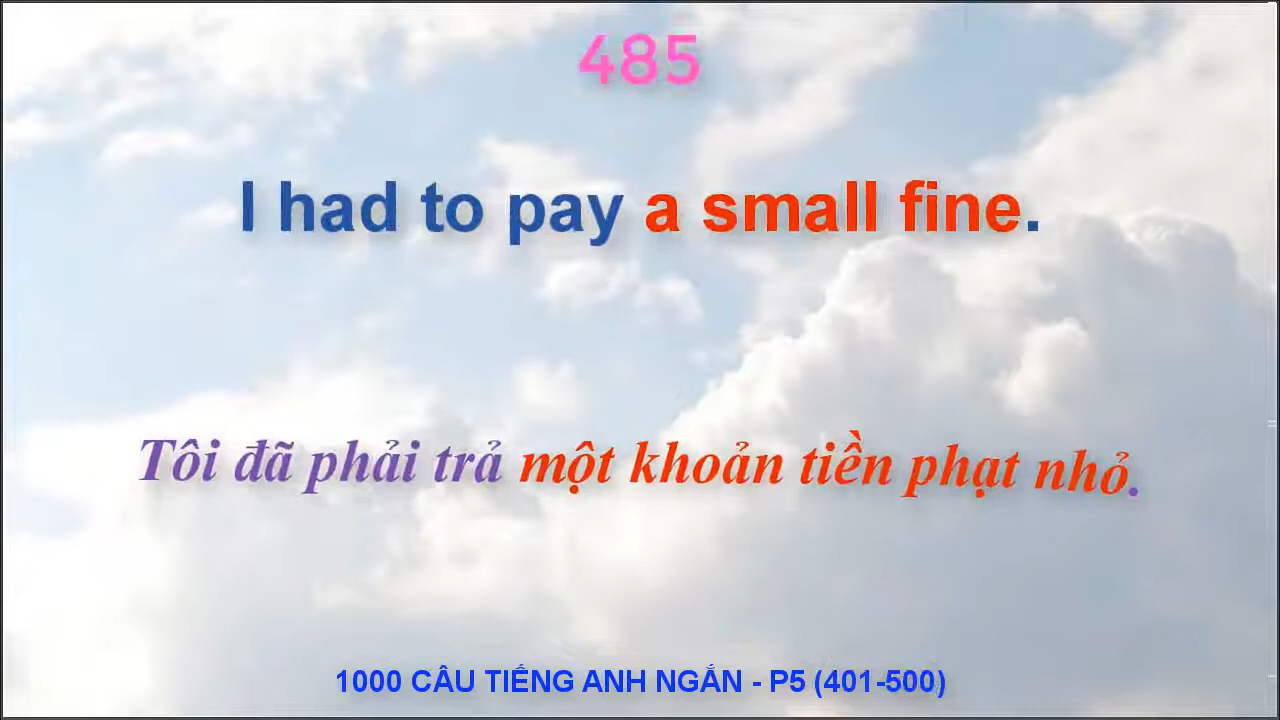 485
I had to pay a small fine.
Tôi đã phải trả một khoản tiền phạt nhỏ.
1000 CÂU TIẾNG ANH NGẮN - P5 (401-500)